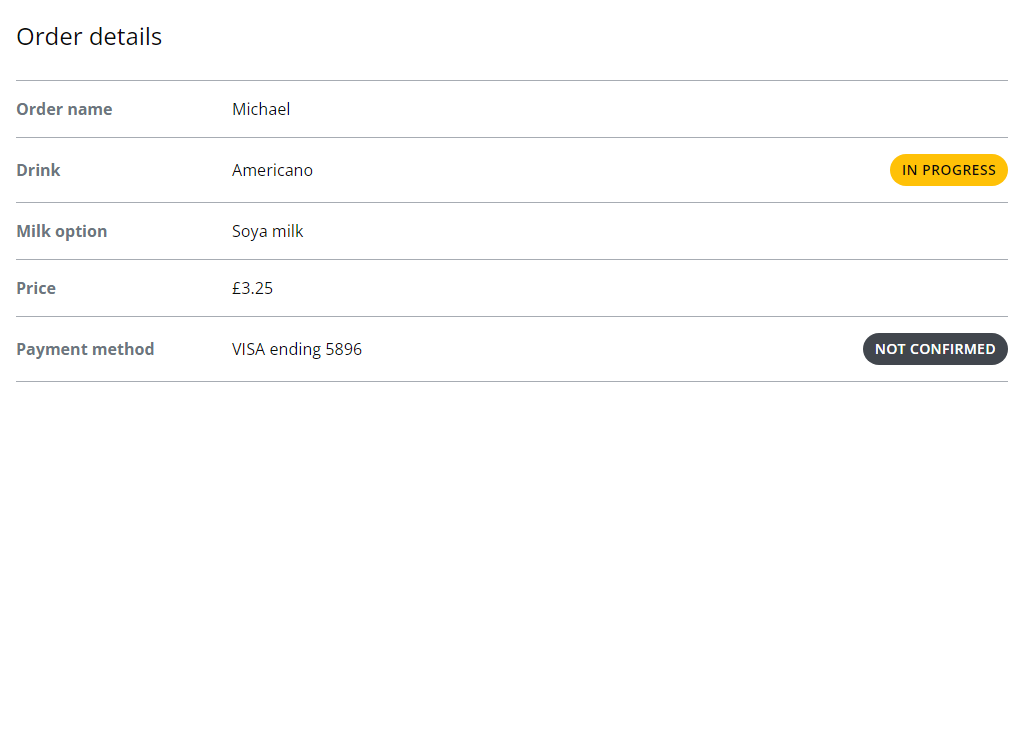 Order details
Order name Michael
Drink Americano IN PROGRESS
Milk option Soya milk
Price £3.25
Payment method VISA ending 5896 NOT CONFIRMED